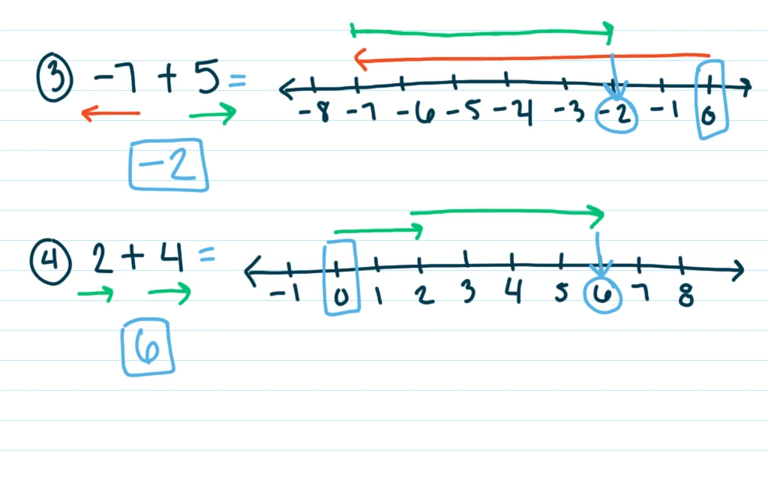 ③ -7 + 5 =
-8 -7 -6 -5 -4 -3 -2 -1 0
-2
④ 2 + 4 =
-1 0 1 2 3 4 5 6 7 8
6